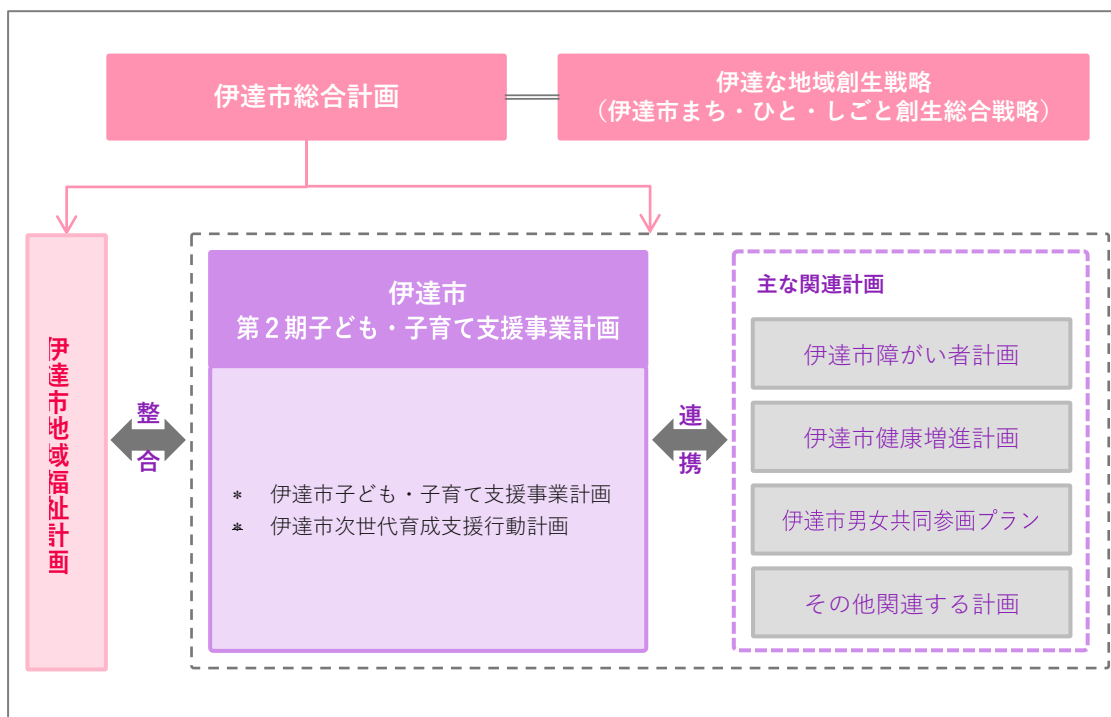 伊達市総合計画
伊達な地域創生戦略
(伊達市まち・ひと・しごと創生総合戦略)
伊達市地域福祉計画
整合
伊達市
第２期子ども・子育て支援事業計画
* 伊達市子ども・子育て支援事業計画
* 伊達市次世代育成支援行動計画
連携
主な関連計画
伊達市障がい者計画
伊達市健康増進計画
伊達市男女共同参画プラン
その他関連する計画